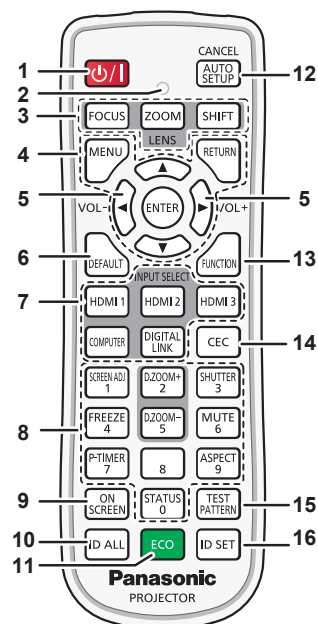 CANCEL
1 ⏻/I AUTO SETUP 12
2
3 FOCUS ZOOM SHIFT
LENS
4 MENU RETURN
▲
5 VOL- ◀ ENTER ▶ VOL+ 5
▼
6 DEFAULT FUNCTION 13
INPUT SELECT
7 HDMI 1 HDMI 2 HDMI 3
COMPUTER DIGITAL LINK CEC 14
SCREEN ADJ 1 D.ZOOM+ 2 SHUTTER 3
8 FREEZE 4 D.ZOOM- 5 MUTE 6
P-TIMER 7 8 ASPECT 9
9 ON SCREEN STATUS 0 TEST PATTERN 15
10 ID ALL ECO ID SET 16
11
Panasonic
PROJECTOR